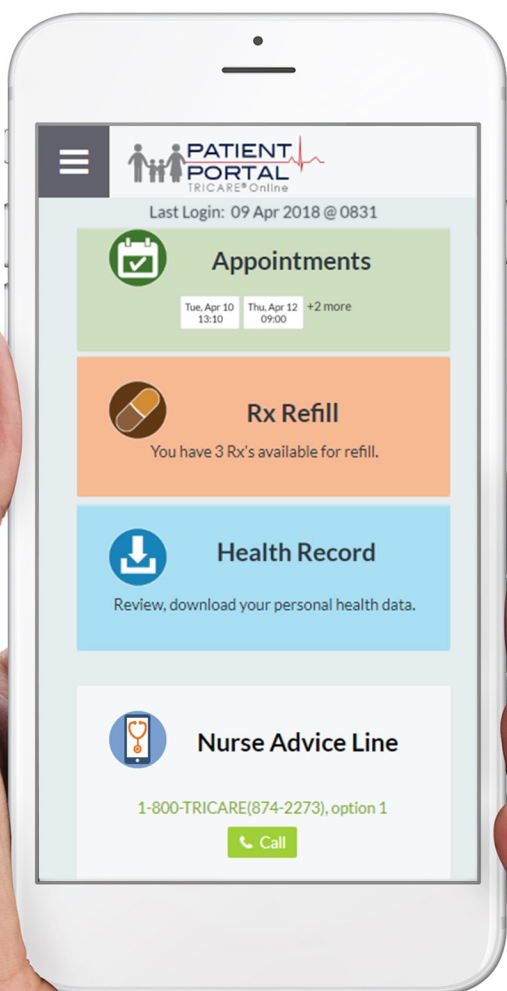 PATIENT
PORTAL
TRICARE® Online
Last Login: 09 Apr 2018 @ 0831
Appointments
Tue, Apr 10
13:10
Thu, Apr 12
09:00
+2 more
Rx Refill
You have 3 Rx's available for refill.
Health Record
Review, download your personal health data.
Nurse Advice Line
1-800-TRICARE(874-2273), option 1
Call